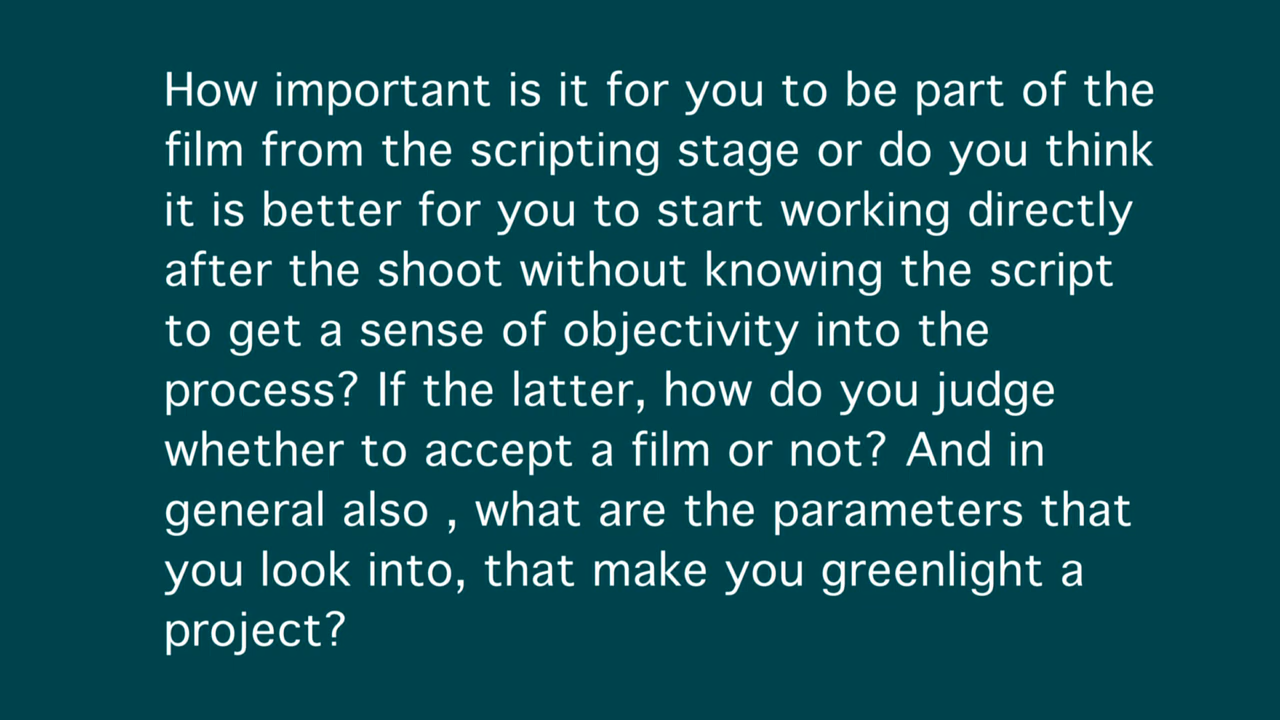 How important is it for you to be part of the
film from the scripting stage or do you think
it is better for you to start working directly
after the shoot without knowing the script
to get a sense of objectivity into the
process? If the latter, how do you judge
whether to accept a film or not? And in
general also , what are the parameters that
you look into, that make you greenlight a
project?